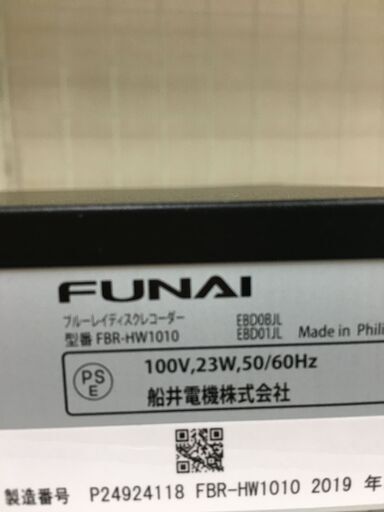 FUNAI
ブルーレイディスクレコーダー EBD0BJL
型番 FBR-HW1010 EBD01JL Made in Phili
PS
E
100V,23W,50/60Hz
船井電機株式会社
製造番号 P24924118 FBR-HW1010 2019 年